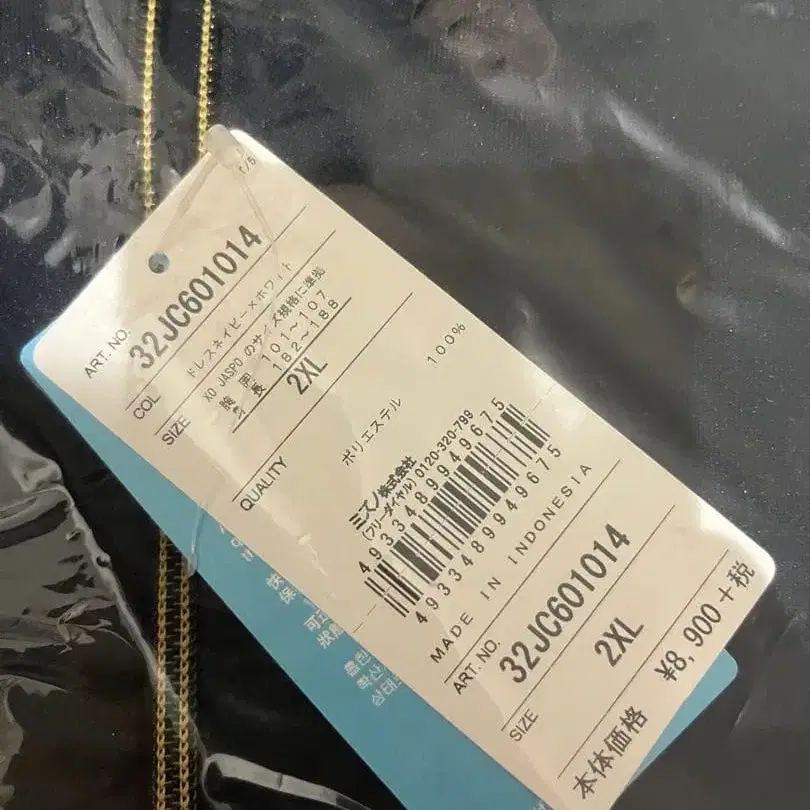 ART. NO.
32JC601014
COL
ドレスネイビー×ホワイト
SIZE
XO JASPO のサイズ規格に準拠
胸囲 101~107
身長 182~188
2XL
QUALITY
ポリエステル 100%
ミズノ株式会社
(フリーダイヤル) 0120-320-799
4933489949675
4933489949675
MADE IN INDONESIA
ART. NO.
32JC601014
SIZE
2XL
本体価格 ¥8,900+税
快
保